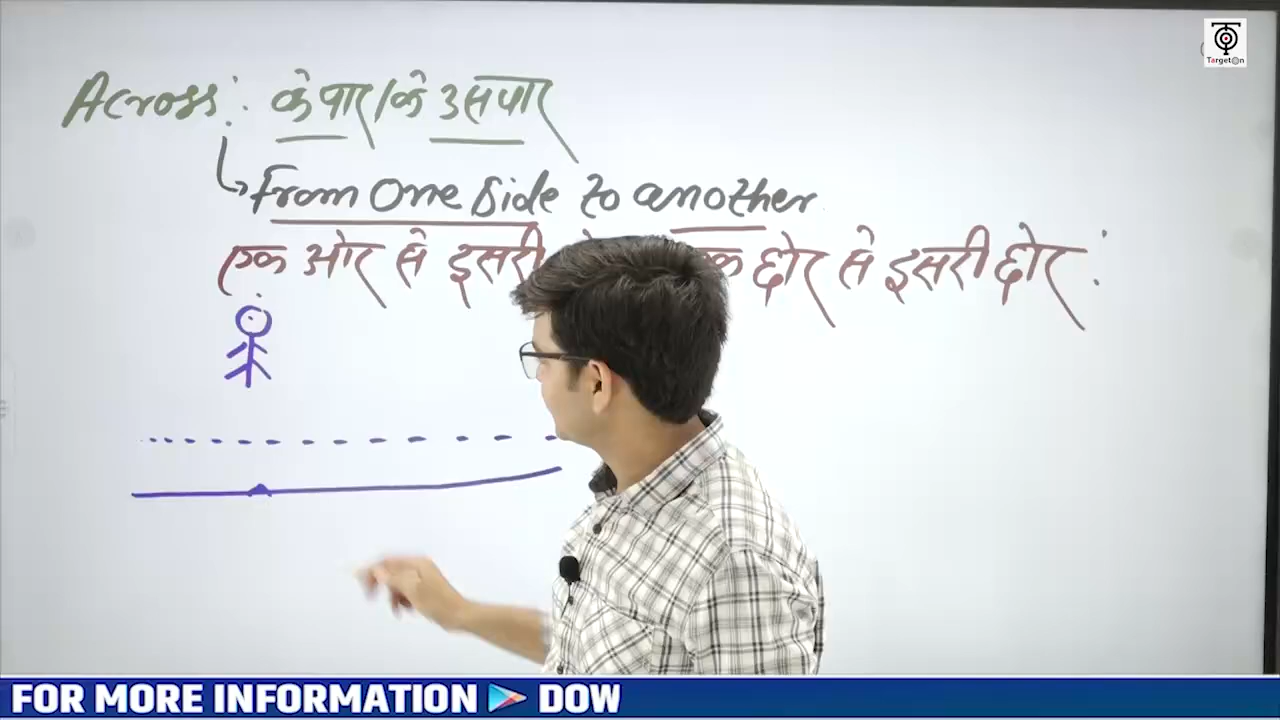 TargetOn
Across: के पार/के उस पार
From One Side to another
एक ओर से दूसरी क छोर से दूसरी छोर :
FOR MORE INFORMATION DOW